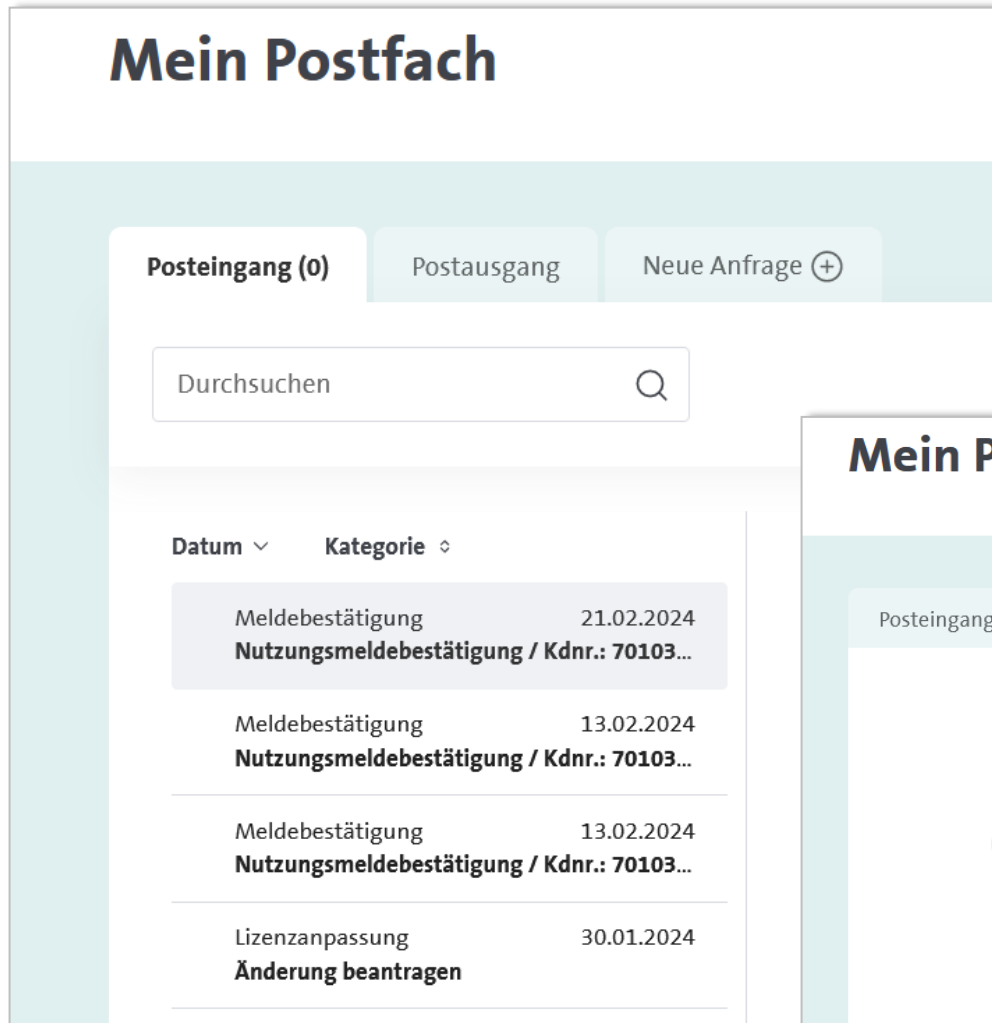 Mein Postfach
Posteingang (0)
Postausgang
Neue Anfrage
Durchsuchen
Mein P
Datum
Kategorie
Meldebestätigung 21.02.2024
Nutzungsmeldebestätigung / Kdnr.: 70103...
Posteingang
Meldebestätigung 13.02.2024
Nutzungsmeldebestätigung / Kdnr.: 70103...
Meldebestätigung 13.02.2024
Nutzungsmeldebestätigung / Kdnr.: 70103...
Lizenzanpassung 30.01.2024
Änderung beantragen